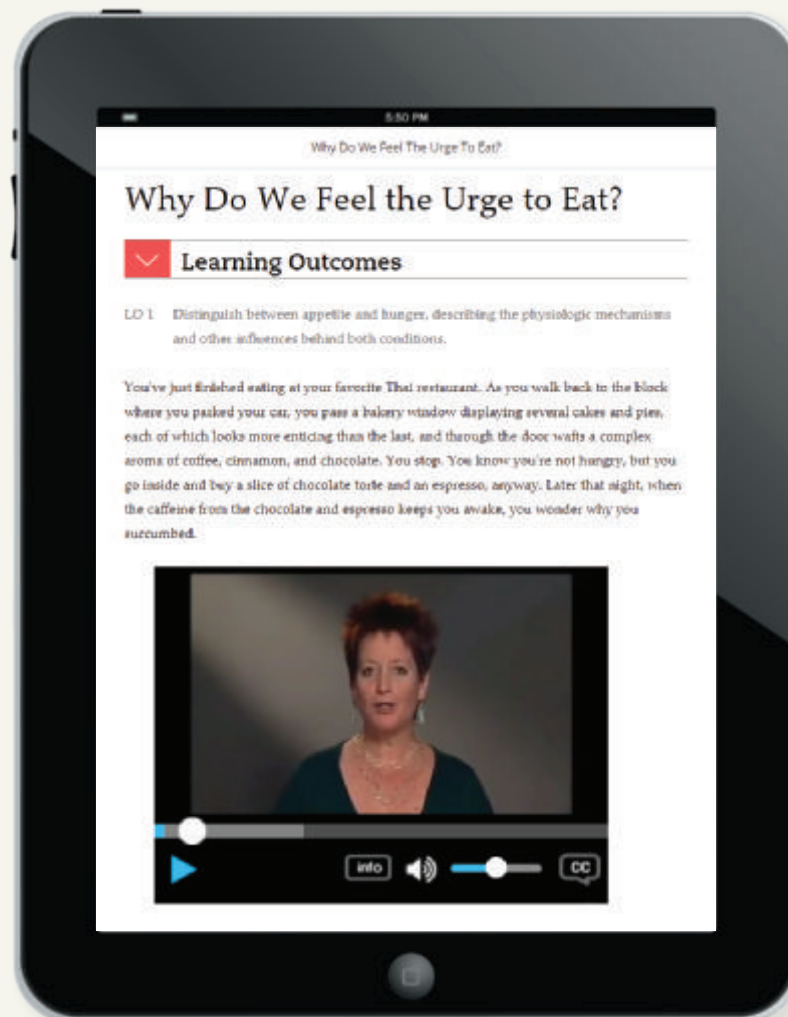 5:50 PM
Why Do We Feel The Urge To Eat?
Why Do We Feel the Urge to Eat?
Learning Outcomes
LO 1 Distinguish between appetite and hunger, describing the physiologic mechanisms
and other influences behind both conditions.
You've just finished eating at your favorite Thai restaurant. As you walk back to the block
where you parked your car, you pass a bakery window displaying several cakes and pies,
each of which looks more enticing than the last, and through the door wafts a complex
aroma of coffee, cinnamon, and chocolate. You stop. You know you're not hungry, but you
go inside and buy a slice of chocolate torte and an espresso, anyway. Later that night, when
the caffeine from the chocolate and espresso keeps you awake, you wonder why you
succumbed.
info
CC